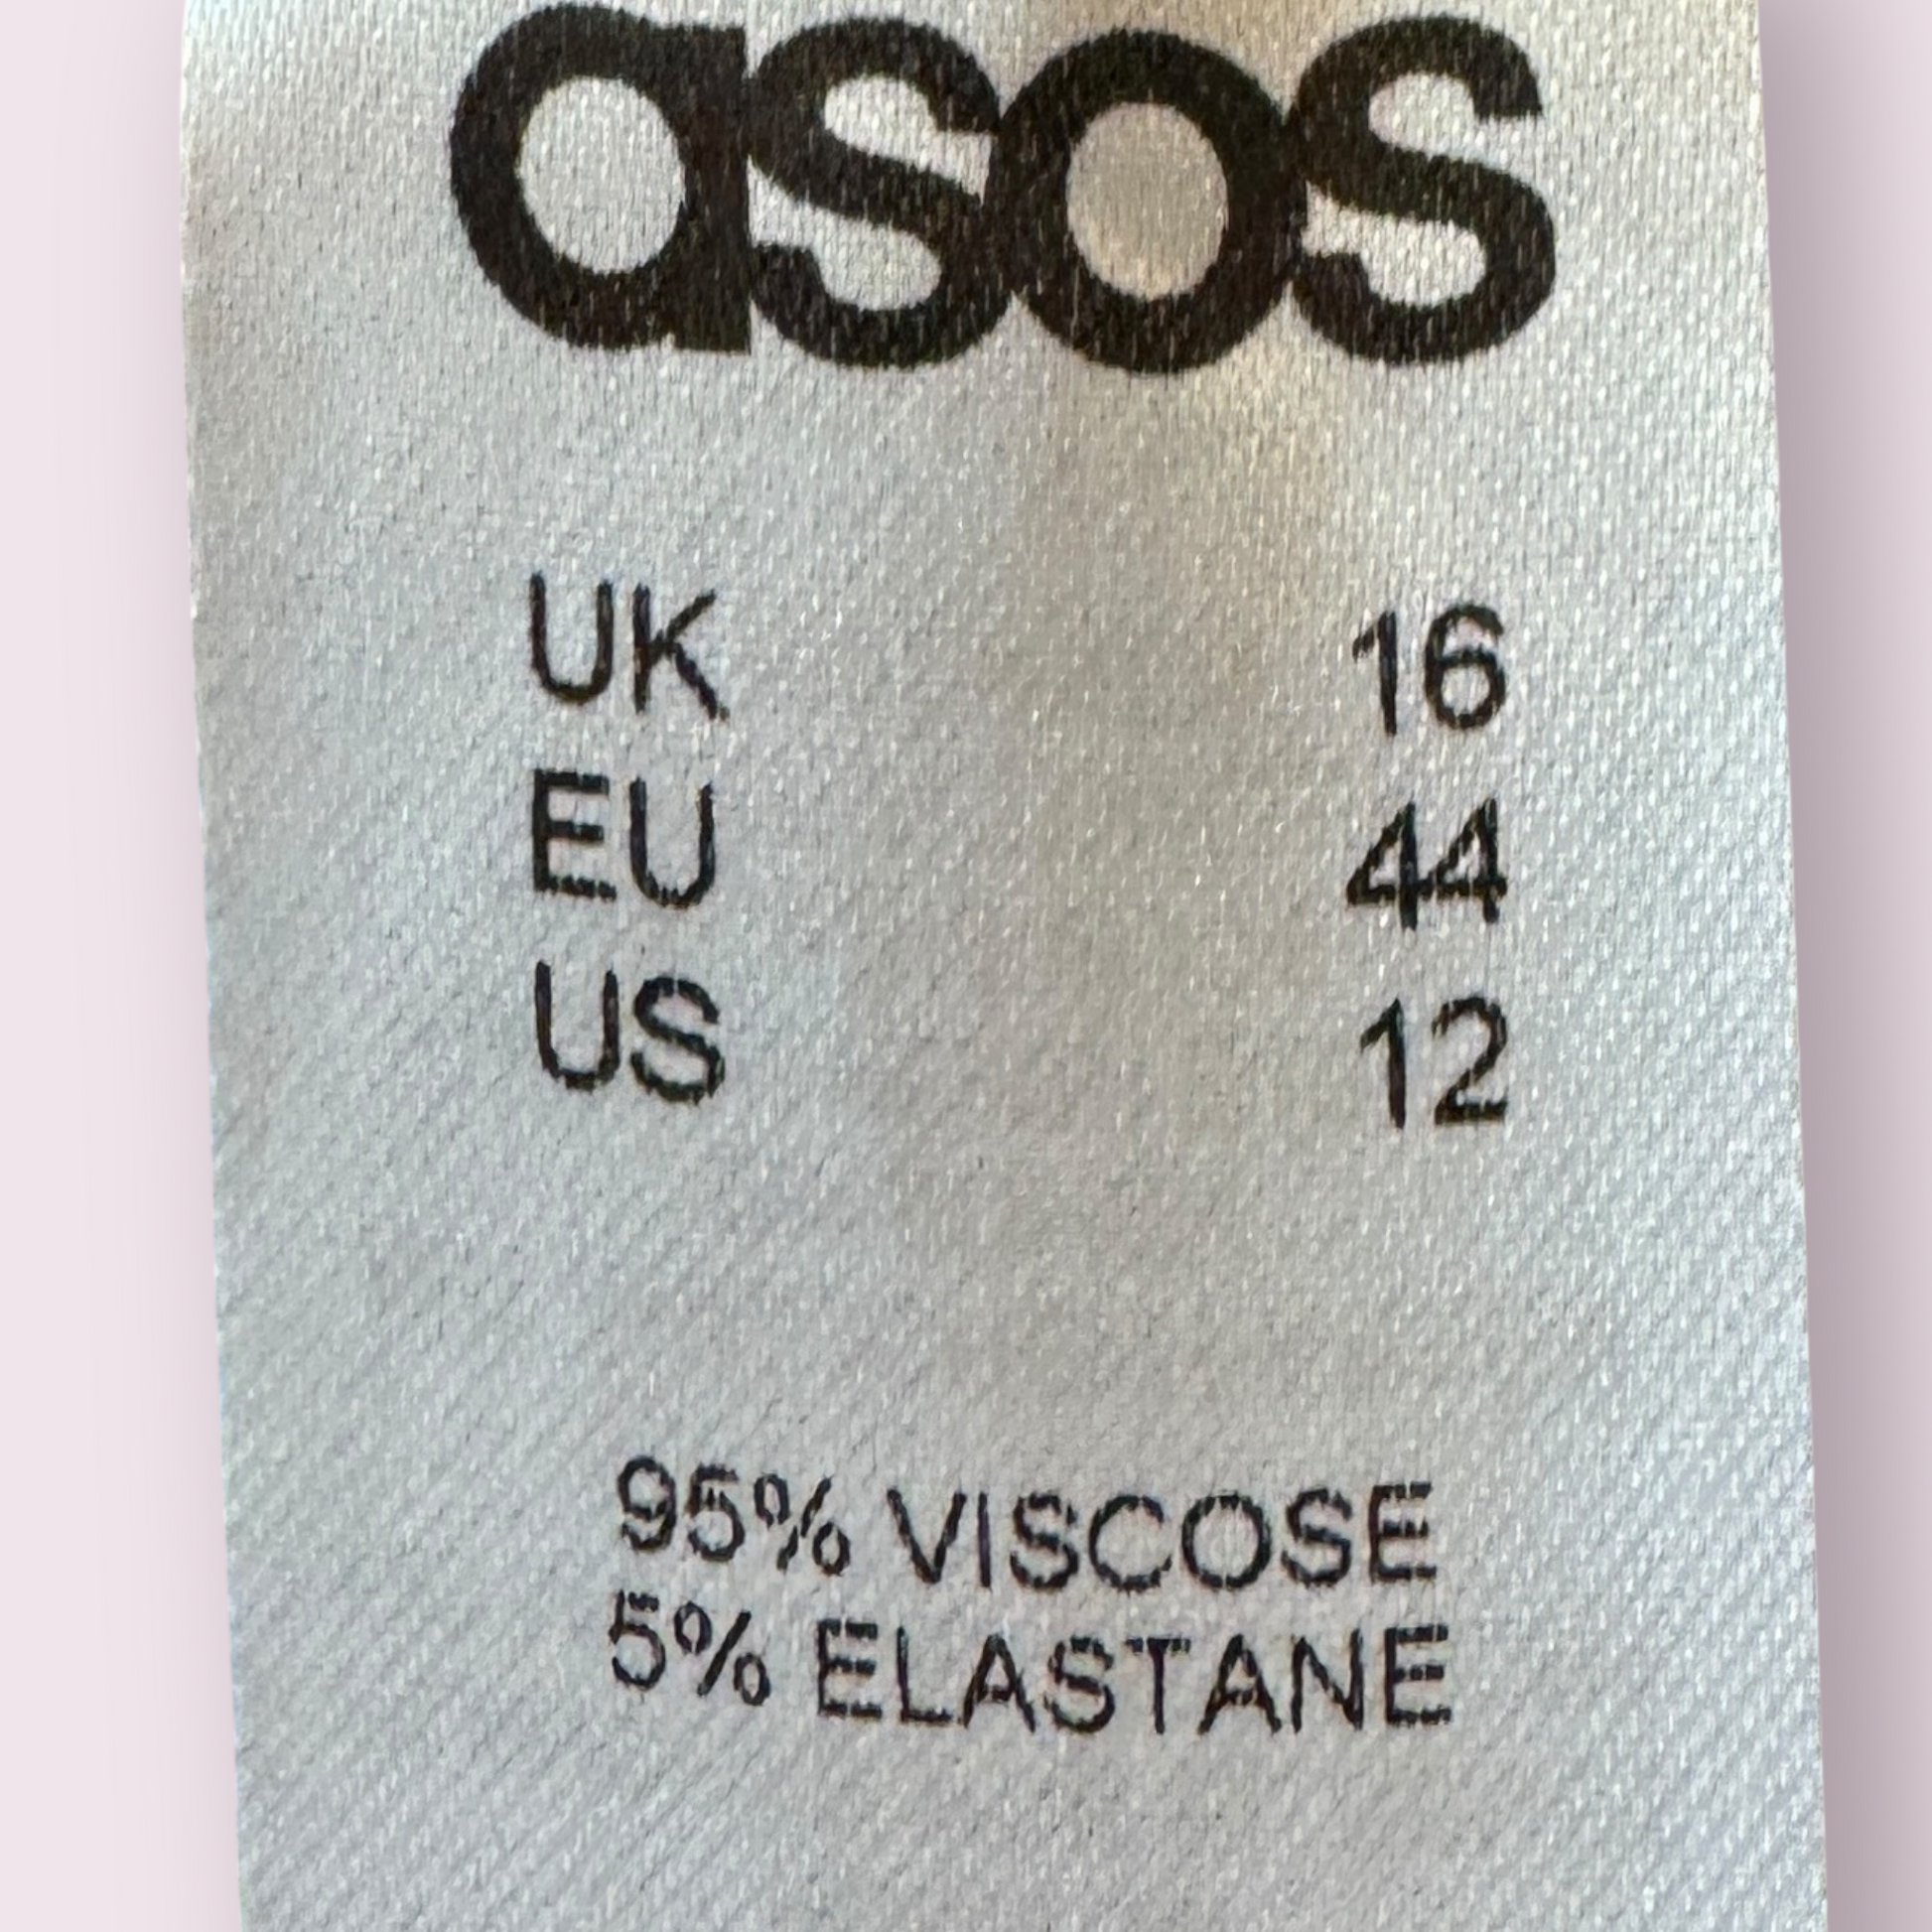 asos
UK 16
EU 44
US 12
95% VISCOSE
5% ELASTANE